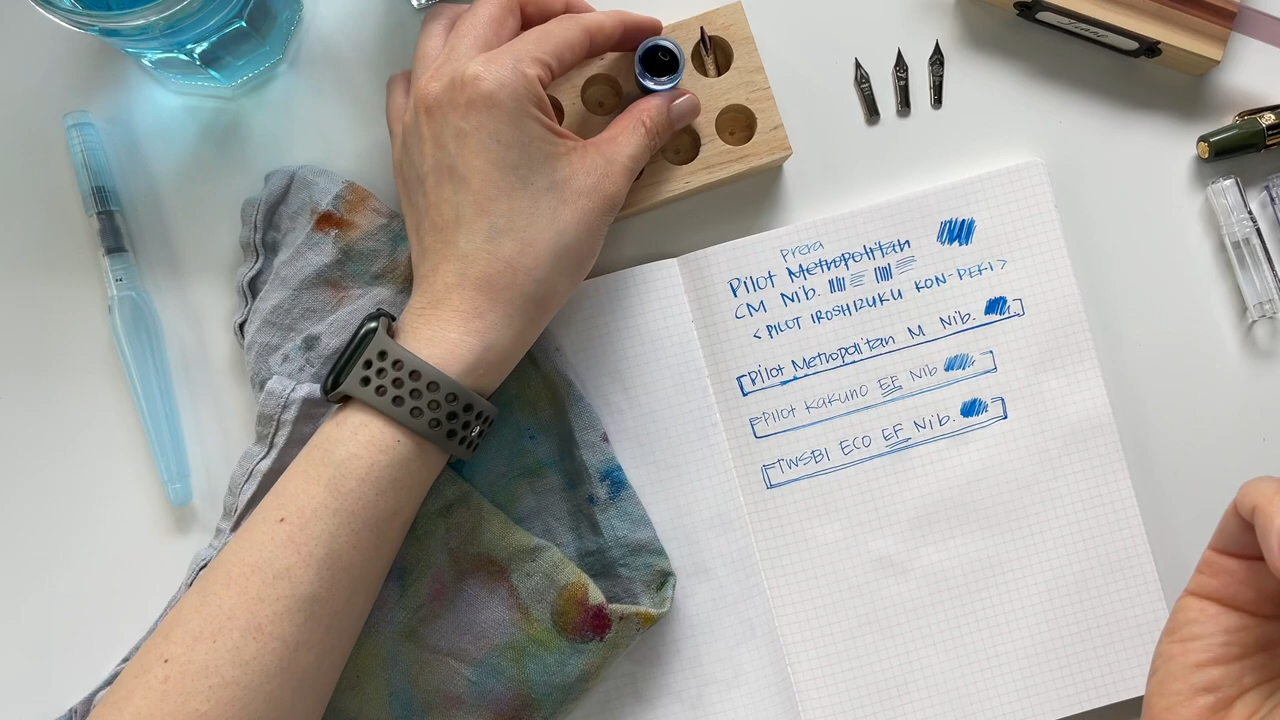 Prera
Pilot Metropolitan
CM Nib.
< PILOT IROSHIZUKU KON-PEKI >
Pilot Metropolitan M Nib.
Pilot Kakuno EF Nib
TWSBI ECO EF Nib.